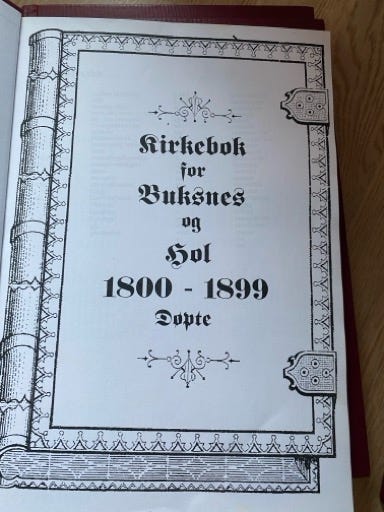 Kirkebok
for
Buksnes
og
Hol
1800 - 1899
Døpte